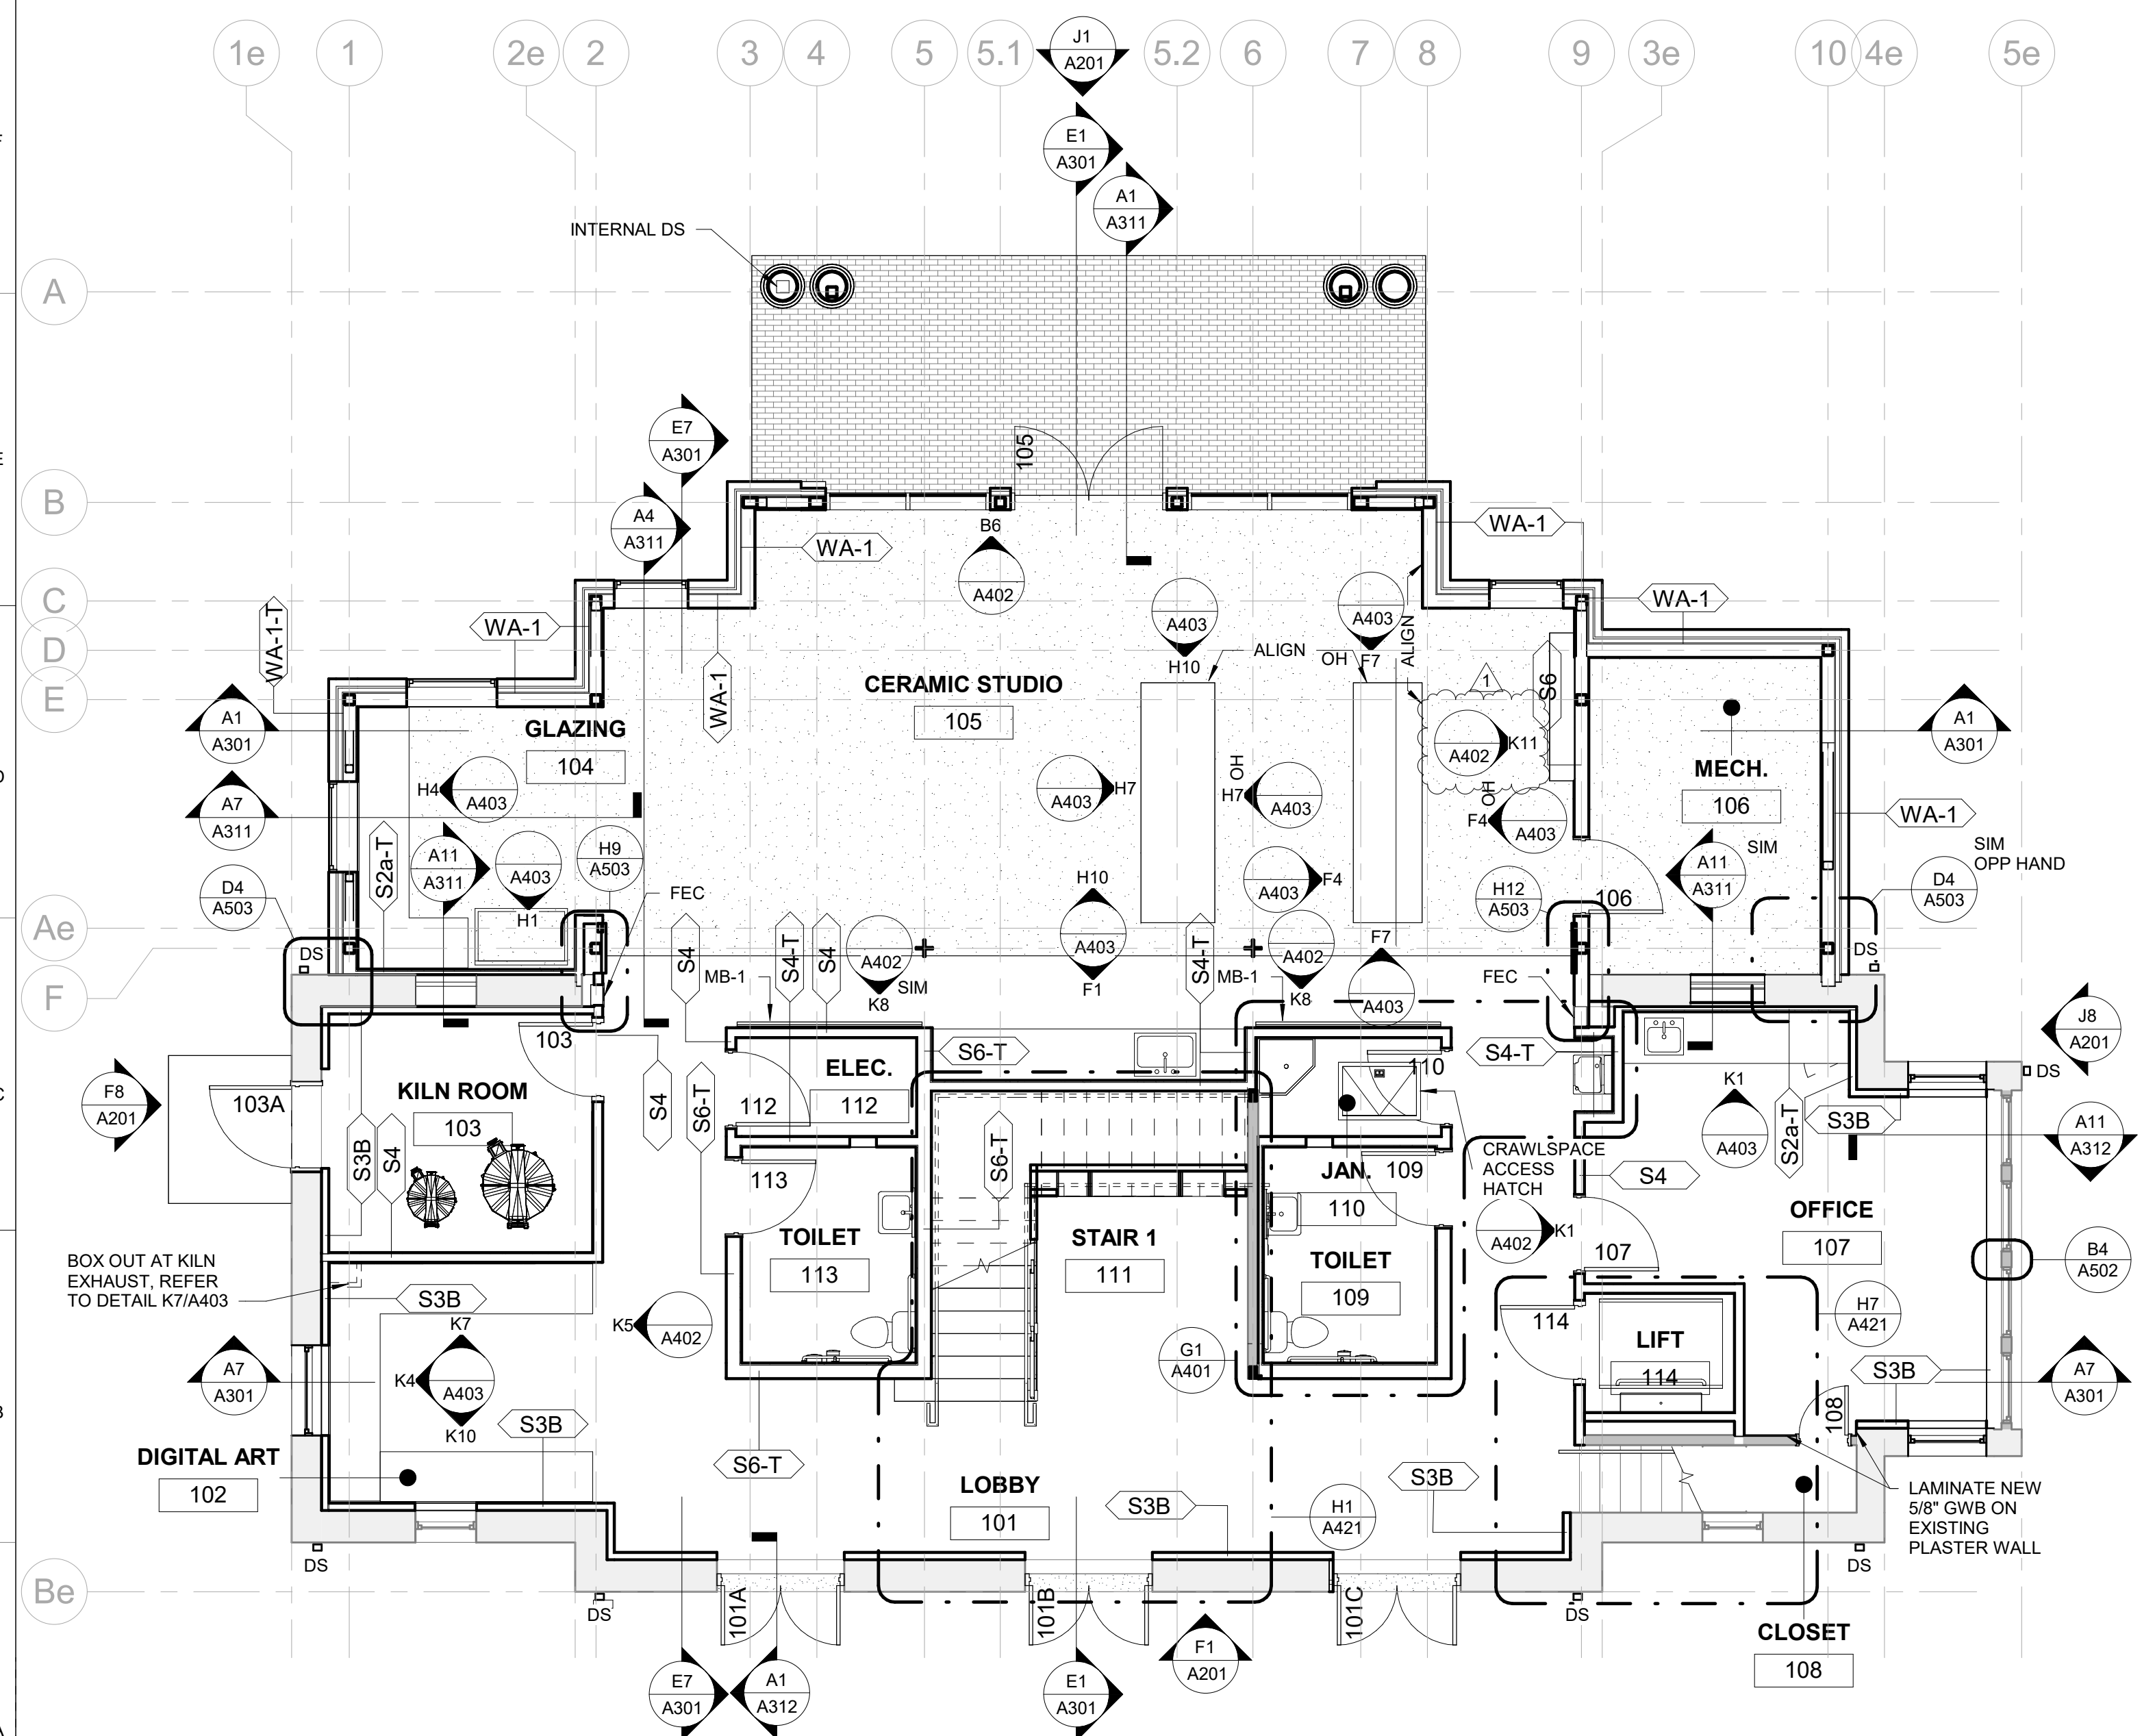 1e
1
2e
2
3
4
5
5.1
5.2
6
7
8
9
3e
10
4e
5e
J1
A201
E1
A301
A1
A311
INTERNAL DS
A
E7
A301
105
B
A4
A311
B6
A402
WA-1
WA-1
C
WA-1-T
WA-1
WA-1
A403
H10
A403
F7
ALIGN
ALIGN
OH
WA-1
D
E
CERAMIC STUDIO
105
1
S6
A1
A301
GLAZING
104
A402
K11
A1
A301
MECH.
106
H4
A403
A403
H7
OH
H7
A403
OH
F4
A403
WA-1
A7
A311
S2a-T
A11
A311
A403
H1
H9
A503
FEC
H10
A403
F1
A403
F4
H12
A503
106
A11
A311
SIM
SIM
OPP HAND
D4
A503
D4
A503
Ae
F
DS
S4
S4-T
S4
A402
K8
SIM
MB-1
S4-T
MB-1
A402
K8
F7
A403
FEC
DS
103
S6-T
ELEC.
112
112
110
S4-T
J8
A201
DS
F8
A201
103A
KILN ROOM
103
S3B
S4
S4
S6-T
S6-T
K1
A403
S2a-T
S3B
A11
A312
CRAWLSPACE
ACCESS
HATCH
S4
113
109
JAN.
110
TOILET
113
STAIR 1
111
TOILET
109
A402
K1
107
OFFICE
107
B4
A502
BOX OUT AT KILN
EXHAUST, REFER
TO DETAIL K7/A403
S3B
K7
K4
A403
K10
K5
A402
G1
A401
114
LIFT
114
H7
A421
A7
A301
S3B
S3B
108
A7
A301
DIGITAL ART
102
S6-T
LOBBY
101
S3B
S3B
H1
A421
LAMINATE NEW
5/8" GWB ON
EXISTING
PLASTER WALL
DS
DS
Be
DS
101A
101B
101C
DS
CLOSET
108
E7
A301
A1
A312
E1
A301
F1
A201